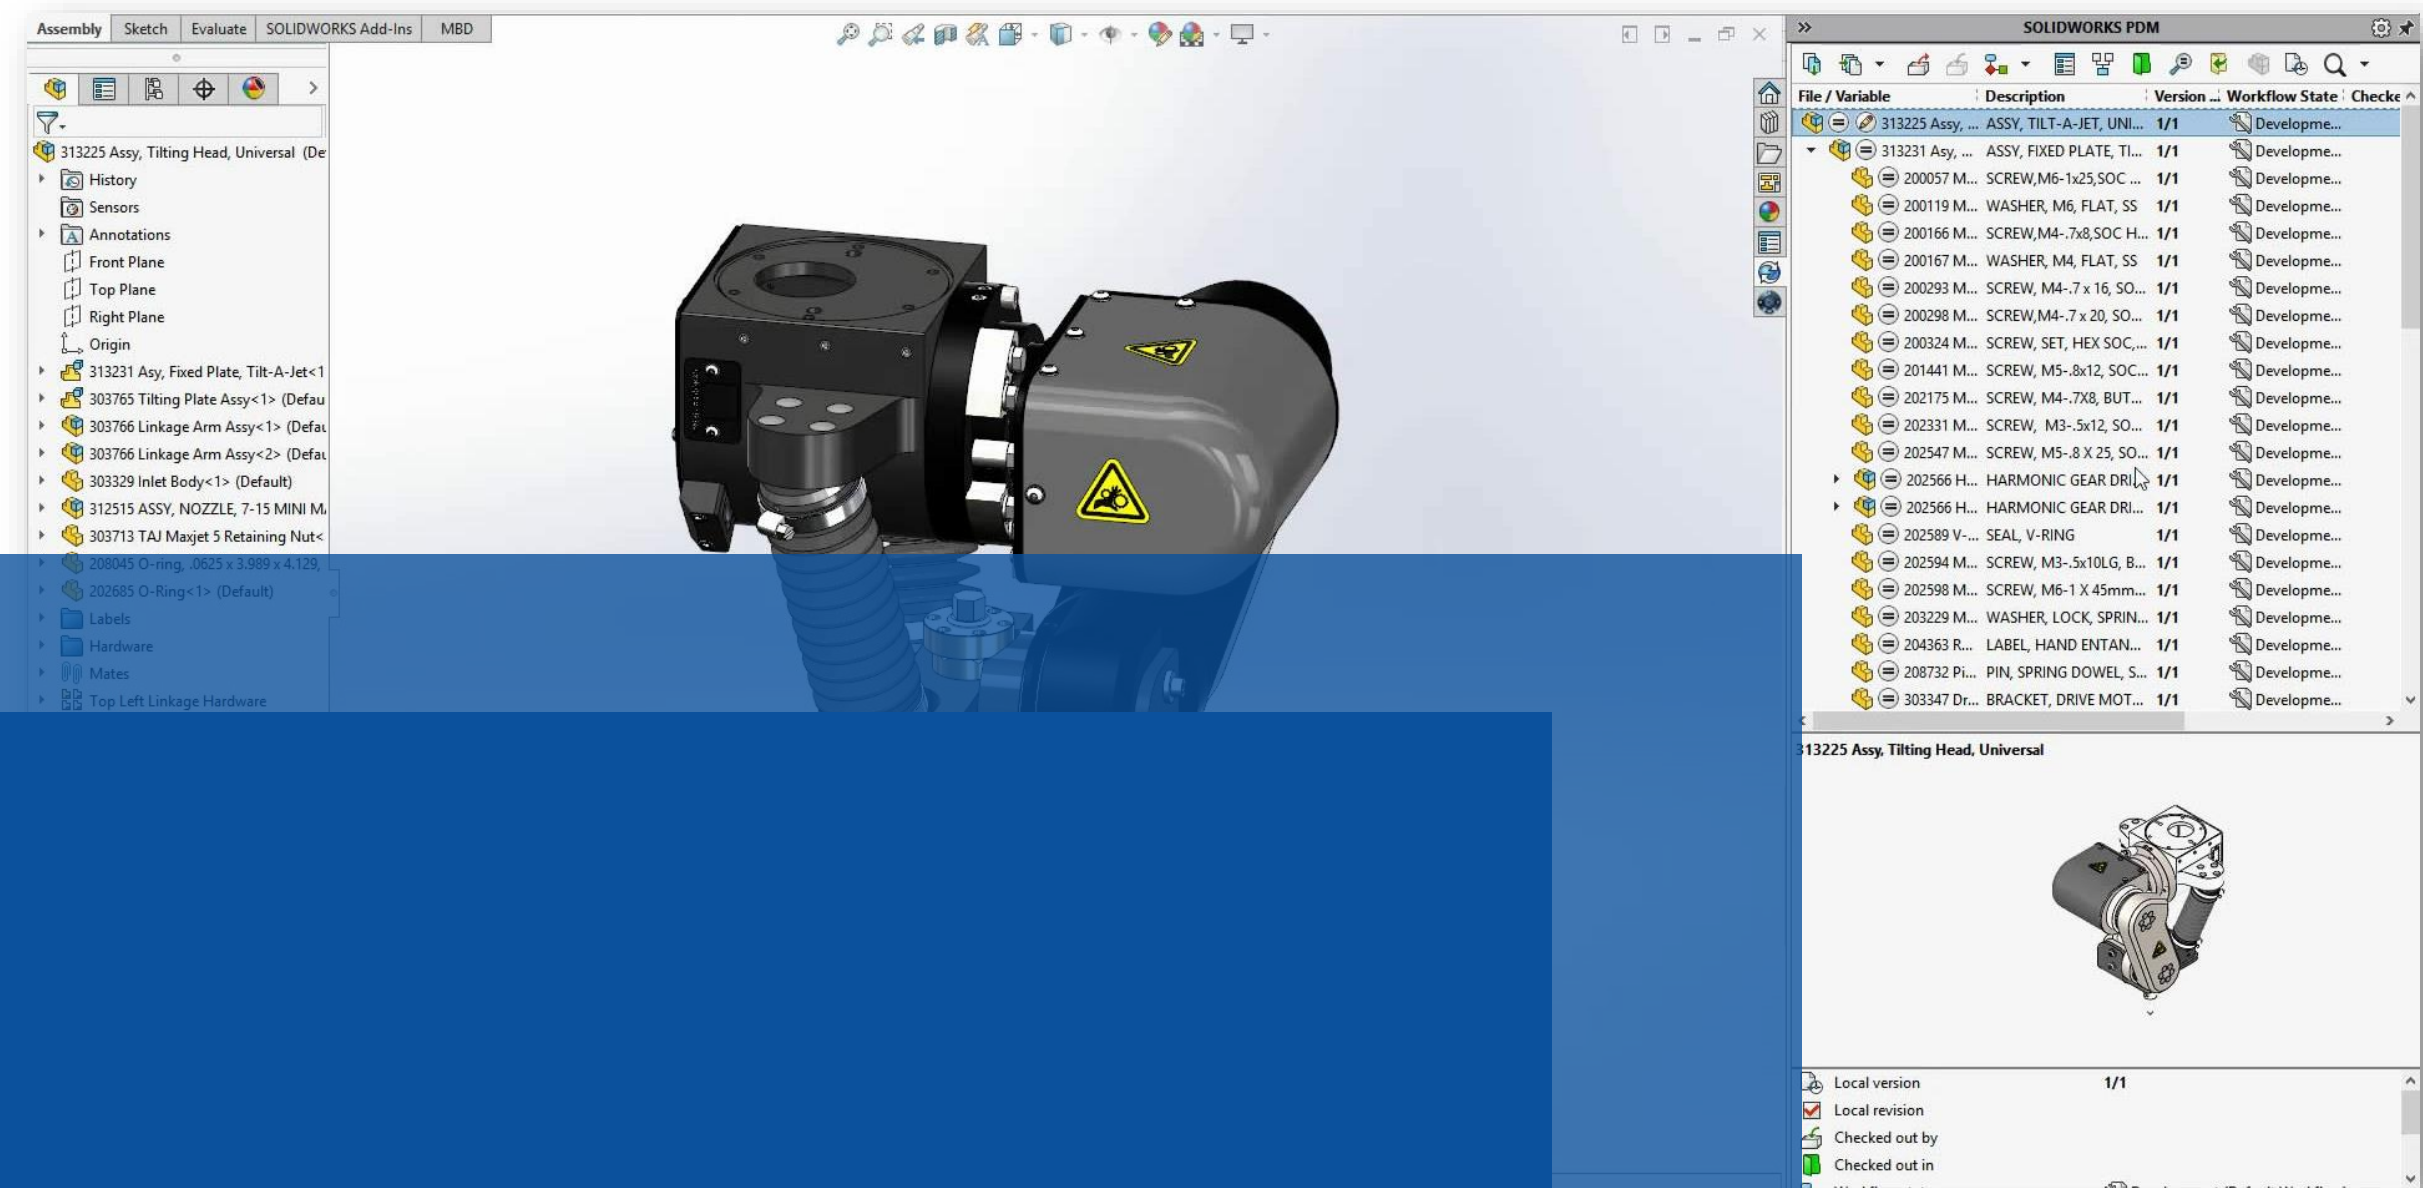 Assembly Sketch Evaluate SOLIDWORKS Add-Ins MBD
313225 Assy, Tilting Head, Universal (De
History
Sensors
Annotations
Front Plane
Top Plane
Right Plane
Origin
313231 Asy, Fixed Plate, Tilt-A-Jet<1
303765 Tilting Plate Assy<1> (Defau
303766 Linkage Arm Assy<1> (Defau
303766 Linkage Arm Assy<2> (Defau
303329 Inlet Body<1> (Default)
312515 ASSY, NOZZLE, 7-15 MINI M
303713 TAJ Maxjet 5 Retaining Nut<
208045 O-ring, .0625 x 3.989 x 4.129,
202685 O-Ring<1> (Default)
Labels
Hardware
Mates
Top Left Linkage Hardware
SOLIDWORKS PDM
File / Variable Description Version ... Workflow State Checke
313225 Assy, ... ASSY, TILT-A-JET, UNI... 1/1 Developme...
313231 Asy, ... ASSY, FIXED PLATE, TI... 1/1 Developme...
200057 M... SCREW,M6-1x25,SOC ... 1/1 Developme...
200119 M... WASHER, M6, FLAT, SS 1/1 Developme...
200166 M... SCREW,M4-.7x8,SOC H... 1/1 Developme...
200167 M... WASHER, M4, FLAT, SS 1/1 Developme...
200293 M... SCREW, M4-.7 x 16, SO... 1/1 Developme...
200298 M... SCREW,M4-.7 x 20, SO... 1/1 Developme...
200324 M... SCREW, SET, HEX SOC,... 1/1 Developme...
201441 M... SCREW, M5-.8x12, SOC... 1/1 Developme...
202175 M... SCREW, M4-.7X8, BUT... 1/1 Developme...
202331 M... SCREW, M3-.5x12, SO... 1/1 Developme...
202547 M... SCREW, M5-.8 X 25, SO... 1/1 Developme...
202566 H... HARMONIC GEAR DRI... 1/1 Developme...
202566 H... HARMONIC GEAR DRI... 1/1 Developme...
202589 V-... SEAL, V-RING 1/1 Developme...
202594 M... SCREW, M3-.5x10LG, B... 1/1 Developme...
202598 M... SCREW, M6-1 X 45mm... 1/1 Developme...
203229 M... WASHER, LOCK, SPRIN... 1/1 Developme...
204363 R... LABEL, HAND ENTAN... 1/1 Developme...
208732 Pi... PIN, SPRING DOWEL, S... 1/1 Developme...
303347 Dr... BRACKET, DRIVE MOT... 1/1 Developme...
313225 Assy, Tilting Head, Universal
Local version 1/1
Local revision
Checked out by
Checked out in